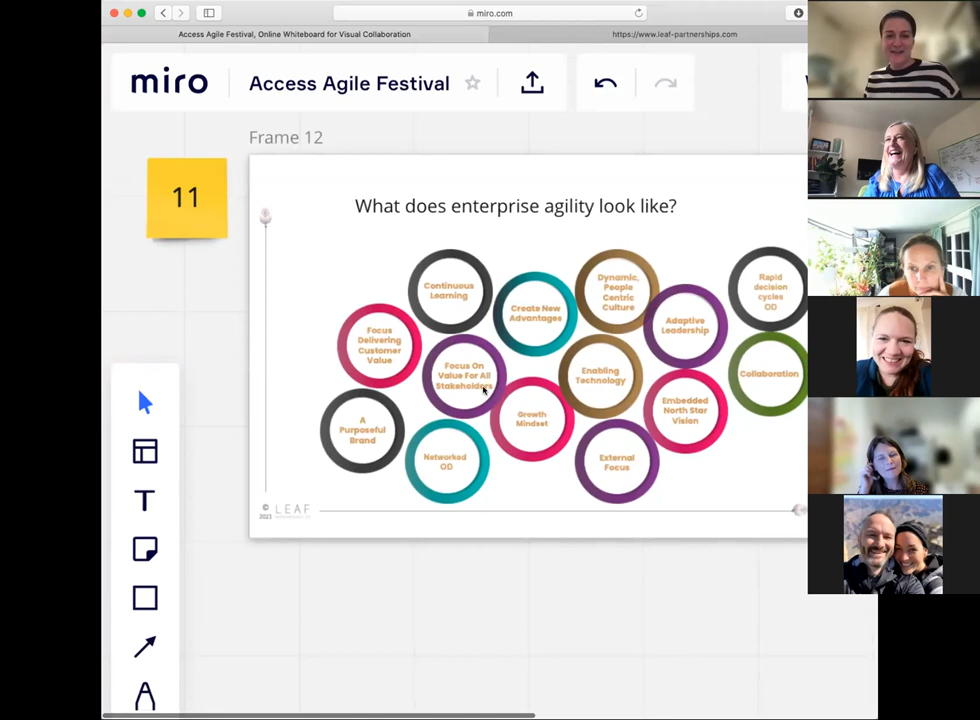 miro.com
Access Agile Festival, Online Whiteboard for Visual Collaboration
https://www.leaf-partnerships.com
miro
Access Agile Festival
Frame 12
11
What does enterprise agility look like?
Continuous
Learning
Create New
Advantages
Dynamic,
People
Centric
Culture
Adaptive
Leadership
Rapid
decision
cycles
OD
Focus
Delivering
Customer
Value
Focus On
Value For All
Stakeholders
Enabling
Technology
Collaboration
A
Purposeful
Brand
Growth
Mindset
Embedded
North Star
Vision
Networked
OD
External
Focus
©
2023
LEAF
T